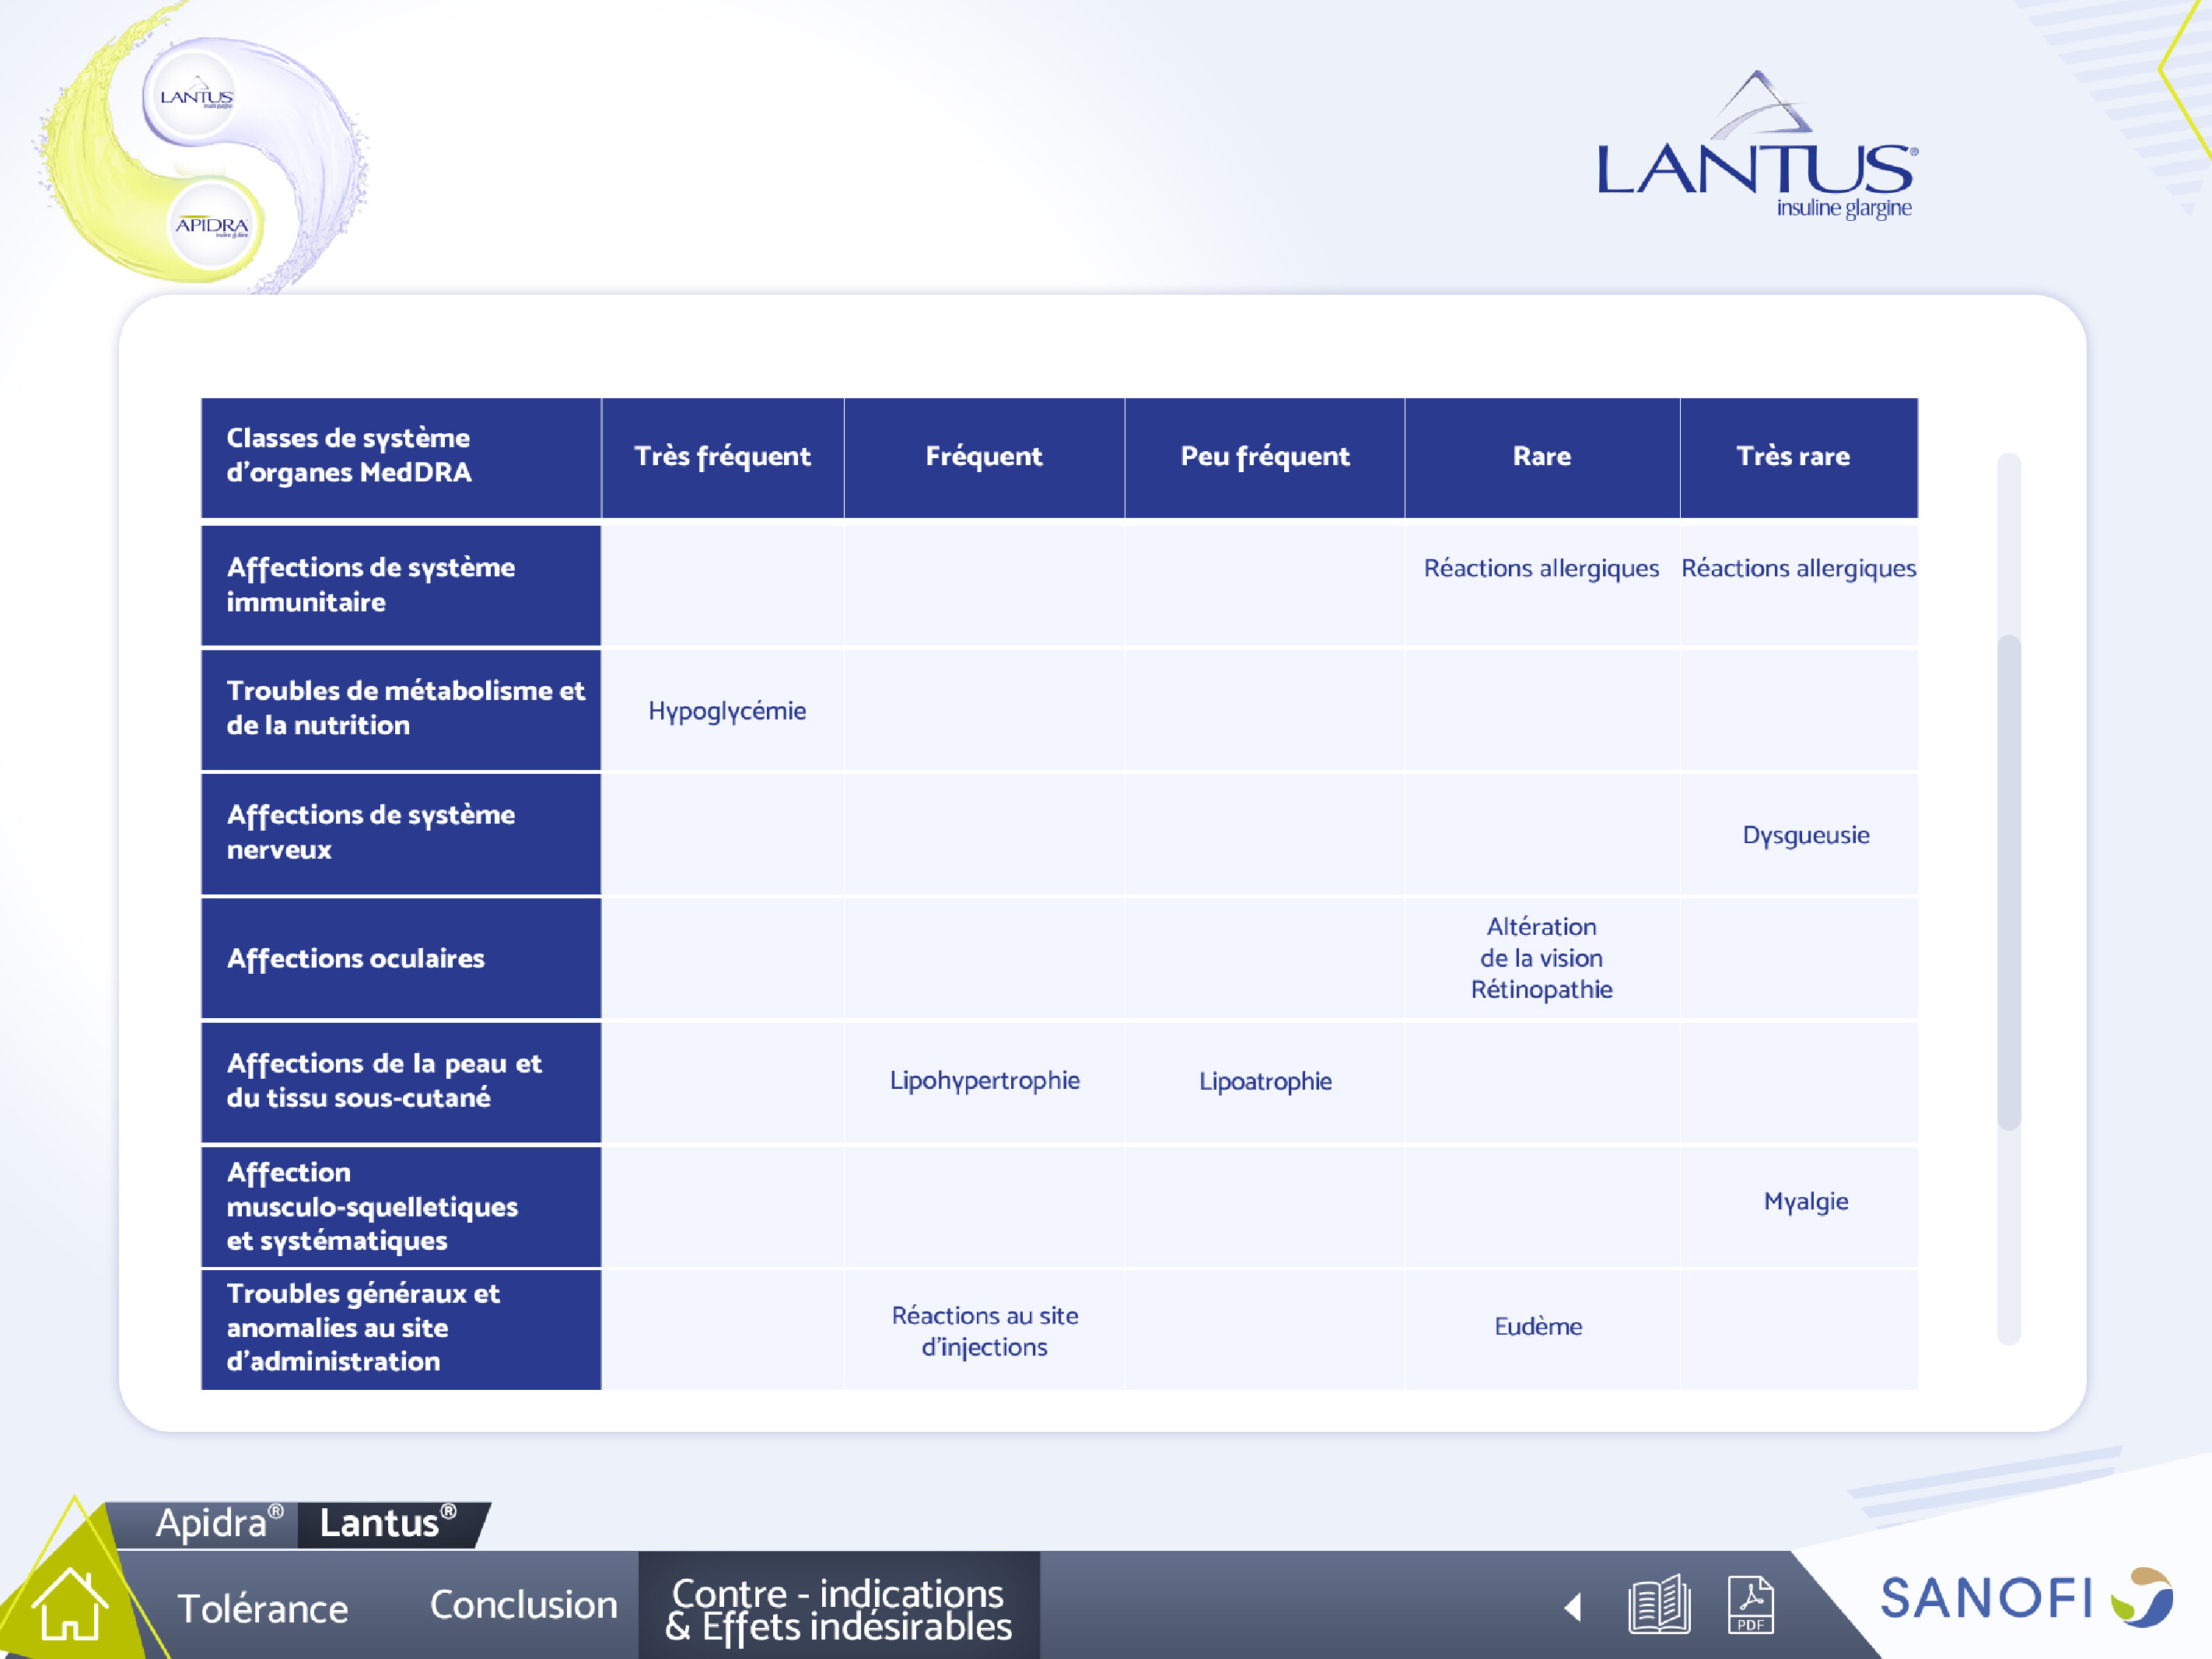 LANTUS
insuline glargine
APIDRA
LANTUS®
insuline glargine
Classes de système
d'organes MedDRA
Très fréquent
Fréquent
Peu fréquent
Rare
Très rare
Affections de système
immunitaire
Réactions allergiques
Réactions allergiques
Troubles de métabolisme et
de la nutrition
Hypoglycémie
Affections de système
nerveux
Dysgueusie
Affections oculaires
Altération
de la vision
Rétinopathie
Affections de la peau et
du tissu sous-cutané
Lipohypertrophie
Lipoatrophie
Affection
musculo-squelletiques
et systématiques
Myalgie
Troubles généraux et
anomalies au site
d'administration
Réactions au site
d'injections
Eudème
Apidra®
Lantus®
Tolérance
Conclusion
Contre - indications
& Effets indésirables
PDF
SANOFI